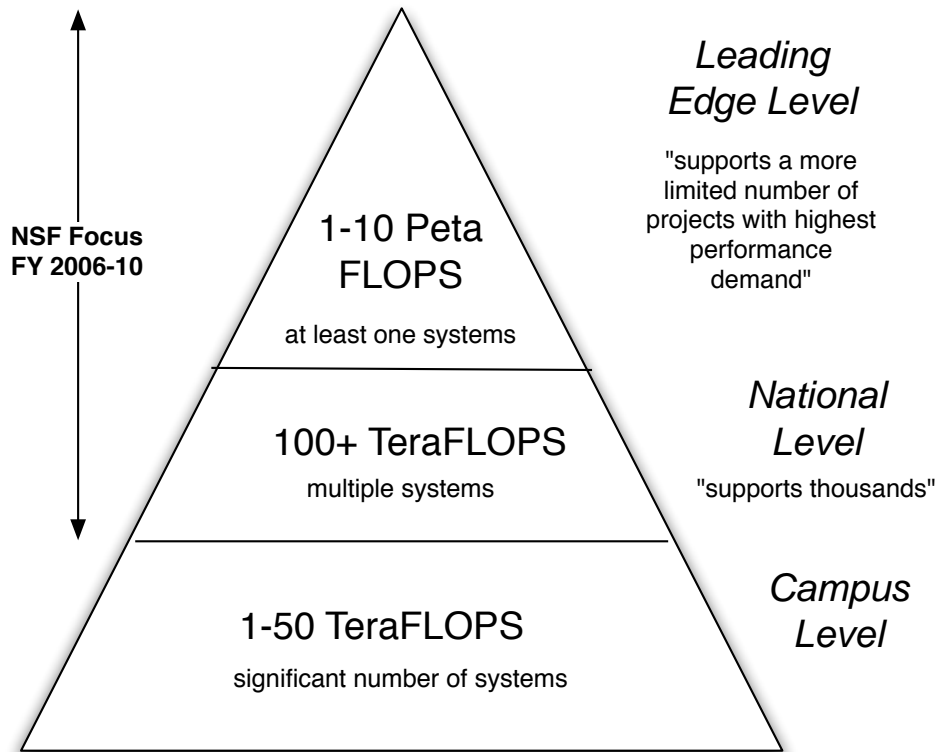 Leading
Edge Level
"supports a more
limited number of
projects with highest
performance
demand"
NSF Focus
FY 2006-10
1-10 Peta
FLOPS
at least one systems
National
Level
"supports thousands"
100+ TeraFLOPS
multiple systems
Campus
Level
1-50 TeraFLOPS
significant number of systems